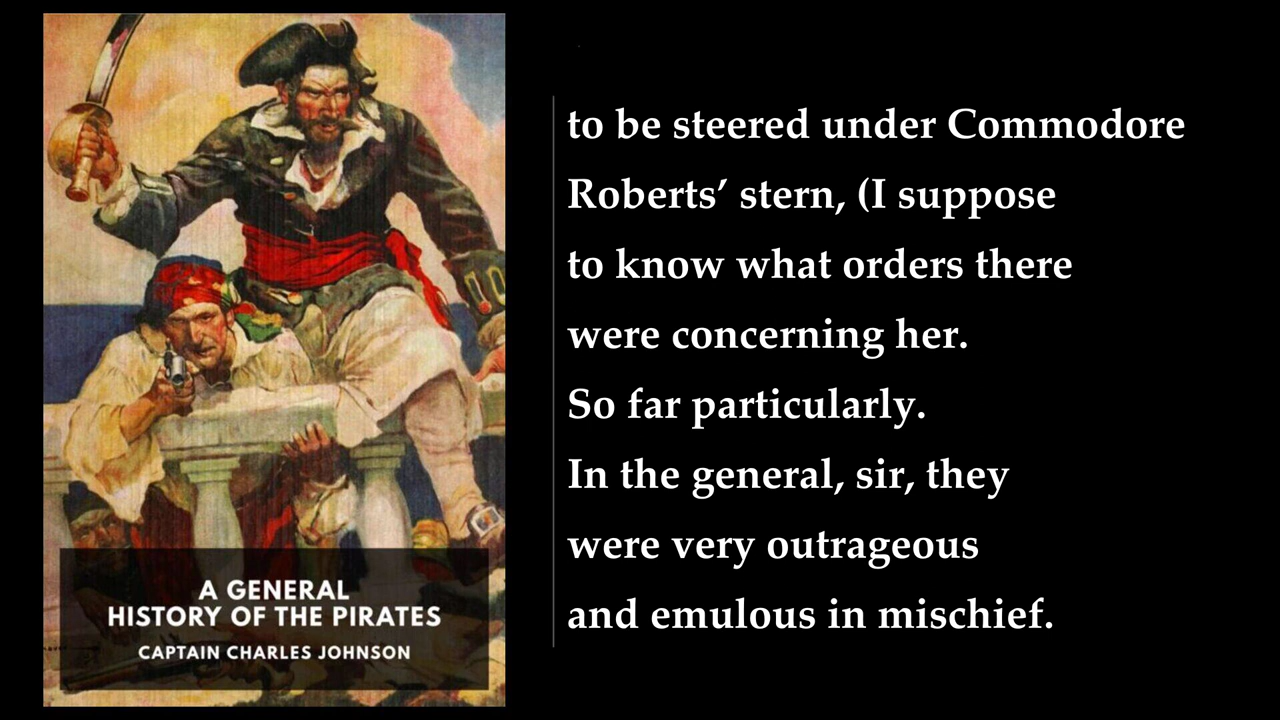 A GENERAL
HISTORY OF THE PIRATES
CAPTAIN CHARLES JOHNSON
to be steered under Commodore
Roberts’ stern, (I suppose
to know what orders there
were concerning her.
So far particularly.
In the general, sir, they
were very outrageous
and emulous in mischief.